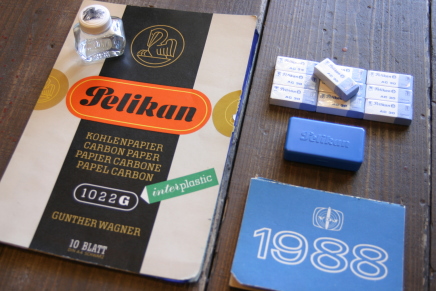 Pelikan
KOHLENPAPIER
CARBON PAPER
PAPIER CARBONE
PAPEL CARBON
1022G
interplastic
GUNTHER WAGNER
10 BLATT
Pelikan
1988